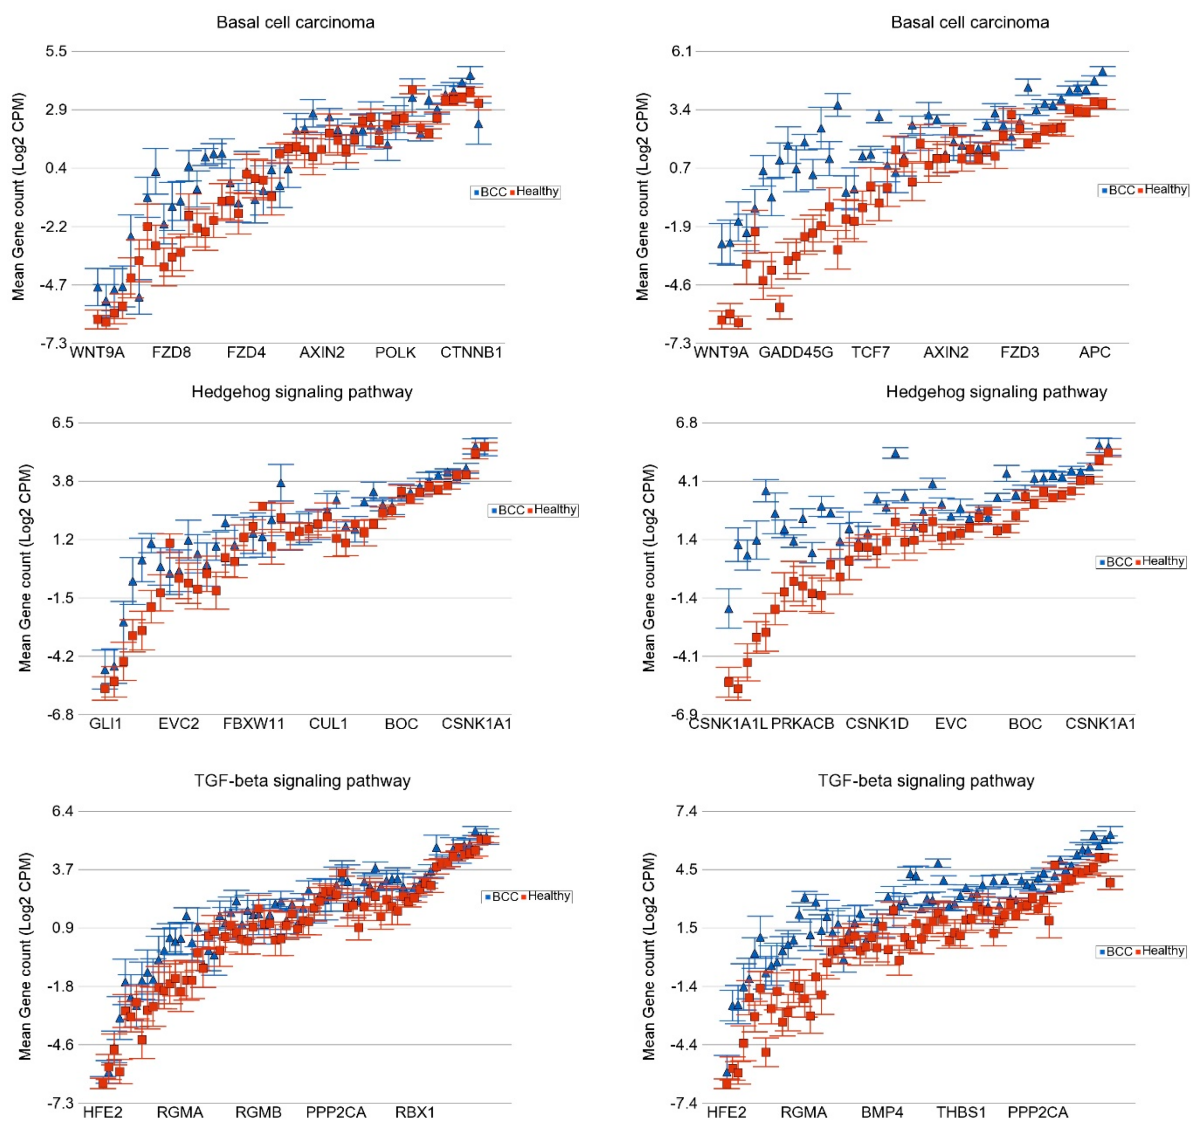 Basal cell carcinoma
Mean Gene count (Log2 CPM)
5.5
2.9
0.4
-2.2
-4.7
-7.3
WNT9A FZD8 FZD4 AXIN2 POLK CTNNB1
BCC Healthy
Basal cell carcinoma
Mean Gene count (Log2 CPM)
6.1
3.4
0.7
-1.9
-4.6
-7.3
WNT9A GADD45G TCF7 AXIN2 FZD3 APC
BCC Healthy
Hedgehog signaling pathway
Mean Gene count (Log2 CPM)
6.5
3.8
1.2
-1.5
-4.2
-6.8
GLI1 EVC2 FBXW11 CUL1 BOC CSNK1A1
BCC Healthy
Hedgehog signaling pathway
Mean Gene count (Log2 CPM)
6.8
4.1
1.4
-1.4
-4.1
-6.9
CSNK1A1L PRKACB CSNK1D EVC BOC CSNK1A1
BCC Healthy
TGF-beta signaling pathway
Mean Gene count (Log2 CPM)
6.4
3.7
0.9
-1.8
-4.6
-7.3
HFE2 RGMA RGMB PPP2CA RBX1
BCC Healthy
TGF-beta signaling pathway
Mean Gene count (Log2 CPM)
7.4
4.5
1.5
-1.4
-4.4
-7.4
HFE2 RGMA BMP4 THBS1 PPP2CA
BCC Healthy